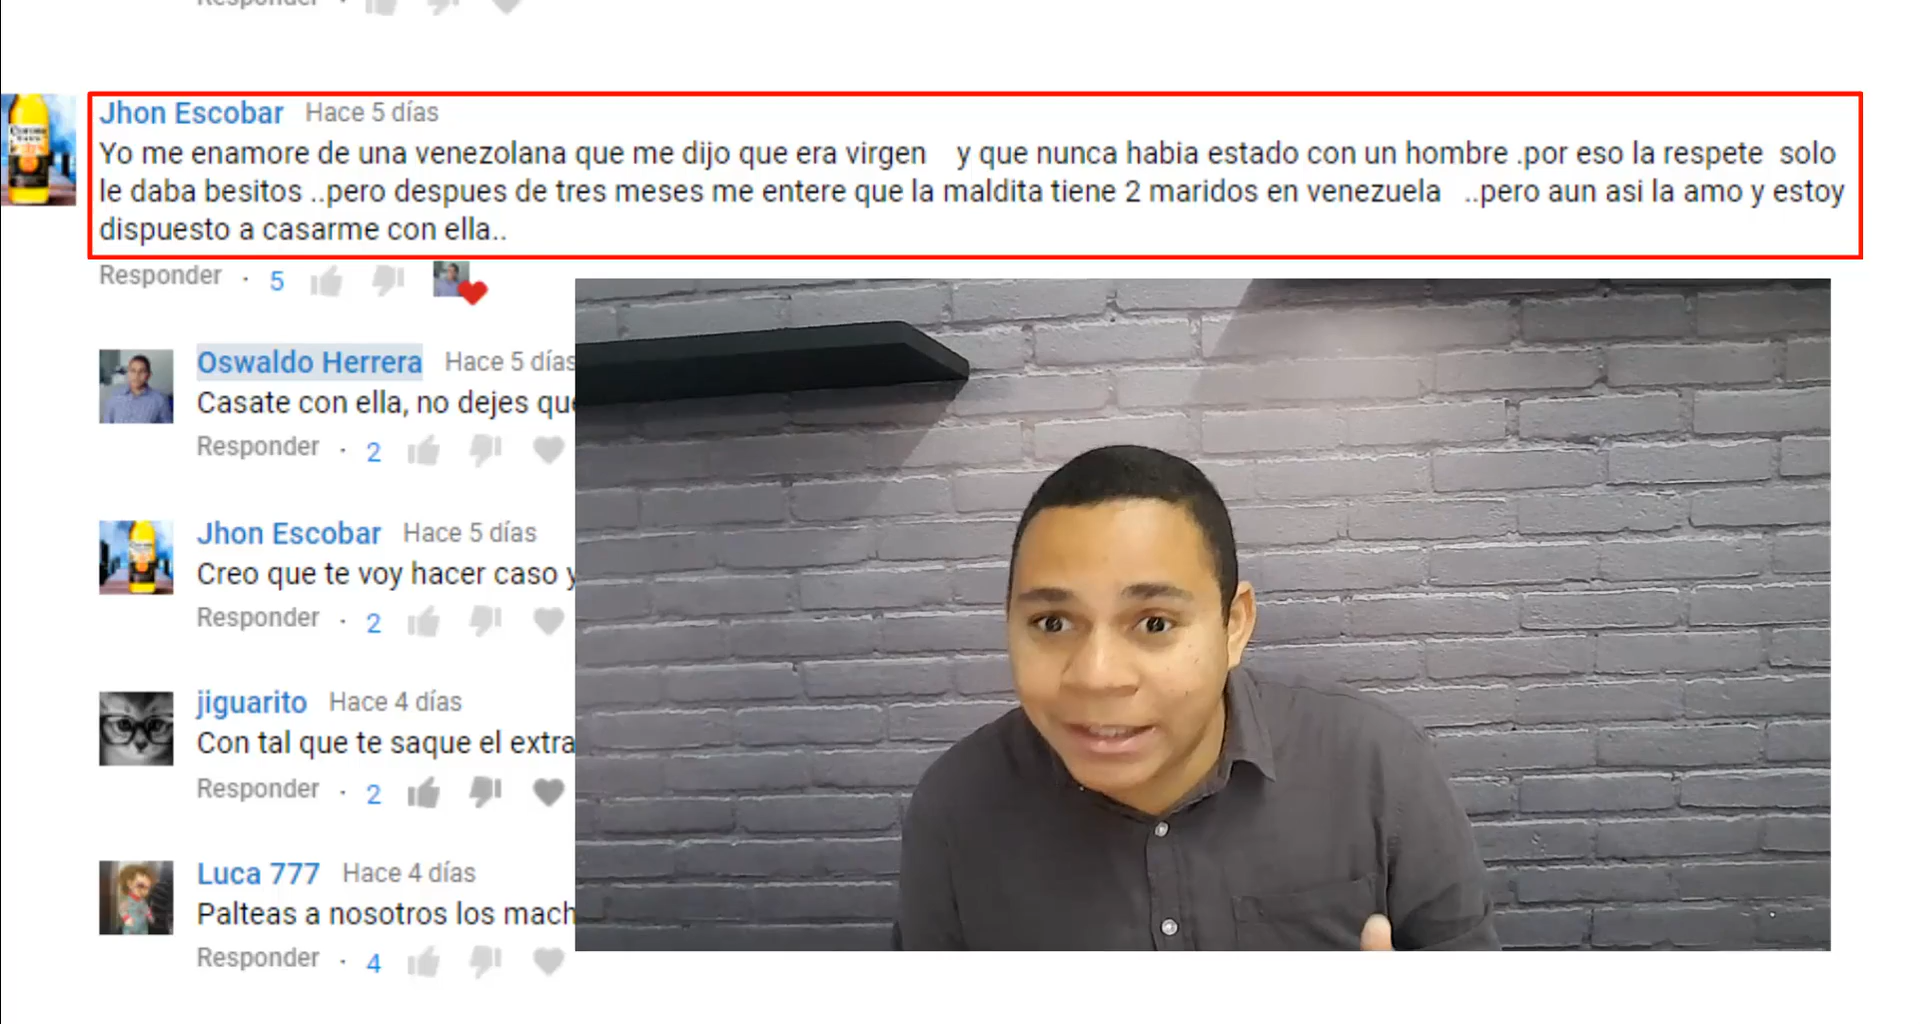 Responder ·
Jhon Escobar Hace 5 días
Yo me enamore de una venezolana que me dijo que era virgen y que nunca habia estado con un hombre .por eso la respete solo
le daba besitos ..pero despues de tres meses me entere que la maldita tiene 2 maridos en venezuela ..pero aun asi la amo y estoy
dispuesto a casarme con ella..
Responder · 5
Oswaldo Herrera Hace 5 días
Casate con ella, no dejes que
Responder · 2
Jhon Escobar Hace 5 días
Creo que te voy hacer caso y
Responder · 2
jiguarito Hace 4 días
Con tal que te saque el extra
Responder · 2
Luca 777 Hace 4 días
Palteas a nosotros los mach
Responder · 4